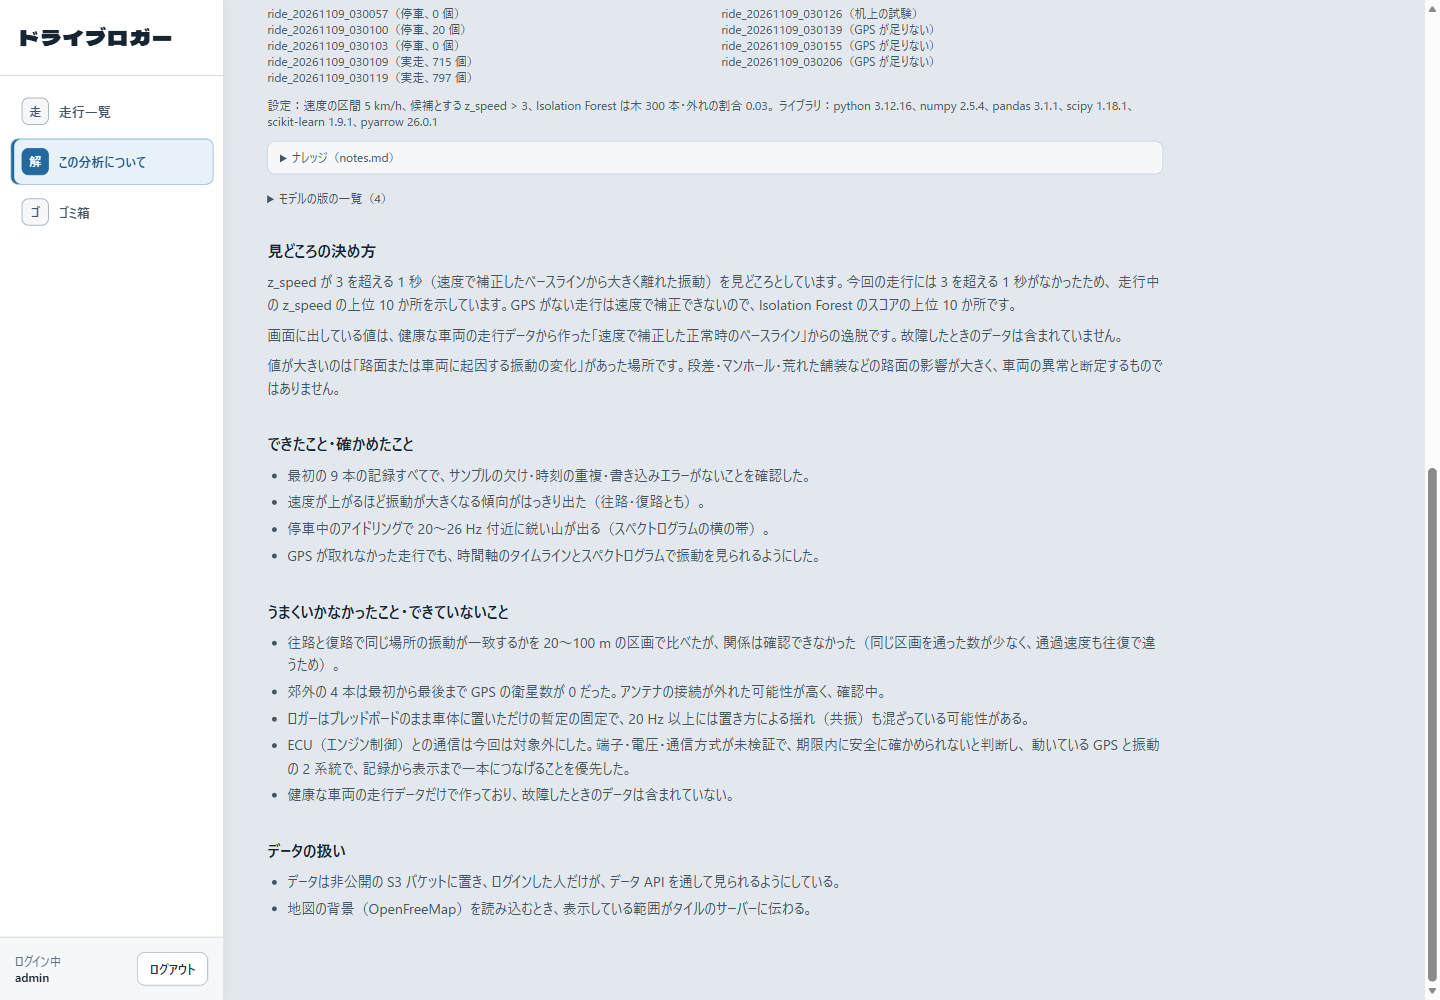 ドライブロガー
走 走行一覧
解 この分析について
ゴ ゴミ箱
ログイン中
admin
ログアウト
ride_20261109_030057（停車、0 個）
ride_20261109_030100（停車、20 個）
ride_20261109_030103（停車、0 個）
ride_20261109_030109（実走、715 個）
ride_20261109_030119（実走、797 個）
ride_20261109_030126（机上の試験）
ride_20261109_030139（GPS が足りない）
ride_20261109_030155（GPS が足りない）
ride_20261109_030206（GPS が足りない）
設定：速度の区間 5 km/h、候補とする z_speed > 3、Isolation Forest は木 300 本・外れの割合 0.03。ライブラリ：python 3.12.16、numpy 2.5.4、pandas 3.1.1、scipy 1.18.1、
scikit-learn 1.9.1、pyarrow 26.0.1
▶ ナレッジ（notes.md）
▶ モデルの版の一覧（4）
見どころの決め方
z_speed が 3 を超える 1 秒（速度で補正したベースラインから大きく離れた振動）を見どころとしています。今回の走行には 3 を超える 1 秒がなかったため、走行中
の z_speed の上位 10 か所を示しています。GPS がない走行は速度で補正できないので、Isolation Forest のスコアの上位 10 か所です。
画面に出している値は、健康な車両の走行データから作った「速度で補正した正常時のベースライン」からの逸脱です。故障したときのデータは含まれていません。
値が大きいのは「路面または車両に起因する振動の変化」があった場所です。段差・マンホール・荒れた舗装などの路面の影響が大きく、車両の異常と断定するもので
はありません。
できたこと・確かめたこと
• 最初の 9 本の記録すべてで、サンプルの欠け・時刻の重複・書き込みエラーがないことを確認した。
• 速度が上がるほど振動が大きくなる傾向がはっきり出た（往路・復路とも）。
• 停車中のアイドリングで 20～26 Hz 付近に鋭い山が出る（スペクトログラムの横の帯）。
• GPS が取れなかった走行でも、時間軸のタイムラインとスペクトログラムで振動を見られるようにした。
うまくいかなかったこと・できていないこと
• 往路と復路で同じ場所の振動が一致するかを 20～100 m の区画で比べたが、関係は確認できなかった（同じ区画を通った数が少なく、通過速度も往復で違
うため）。
• 郊外の 4 本は最初から最後まで GPS の衛星数が 0 だった。アンテナの接続が外れた可能性が高く、確認中。
• ロガーはブレッドボードのまま車体に置いただけの暫定の固定で、20 Hz 以上には置き方による揺れ（共振）も混ざっている可能性がある。
• ECU（エンジン制御）との通信は今回は対象外にした。端子・電圧・通信方式が未検証で、期限内に安全に確かめられないと判断し、動いている GPS と振動
の 2 系統で、記録から表示まで一本につなげることを優先した。
• 健康な車両の走行データだけで作っており、故障したときのデータは含まれていない。
データの扱い
• データは非公開の S3 バケットに置き、ログインした人だけが、データ API を通して見られるようにしている。
• 地図の背景（OpenFreeMap）を読み込むとき、表示している範囲がタイルのサーバーに伝わる。